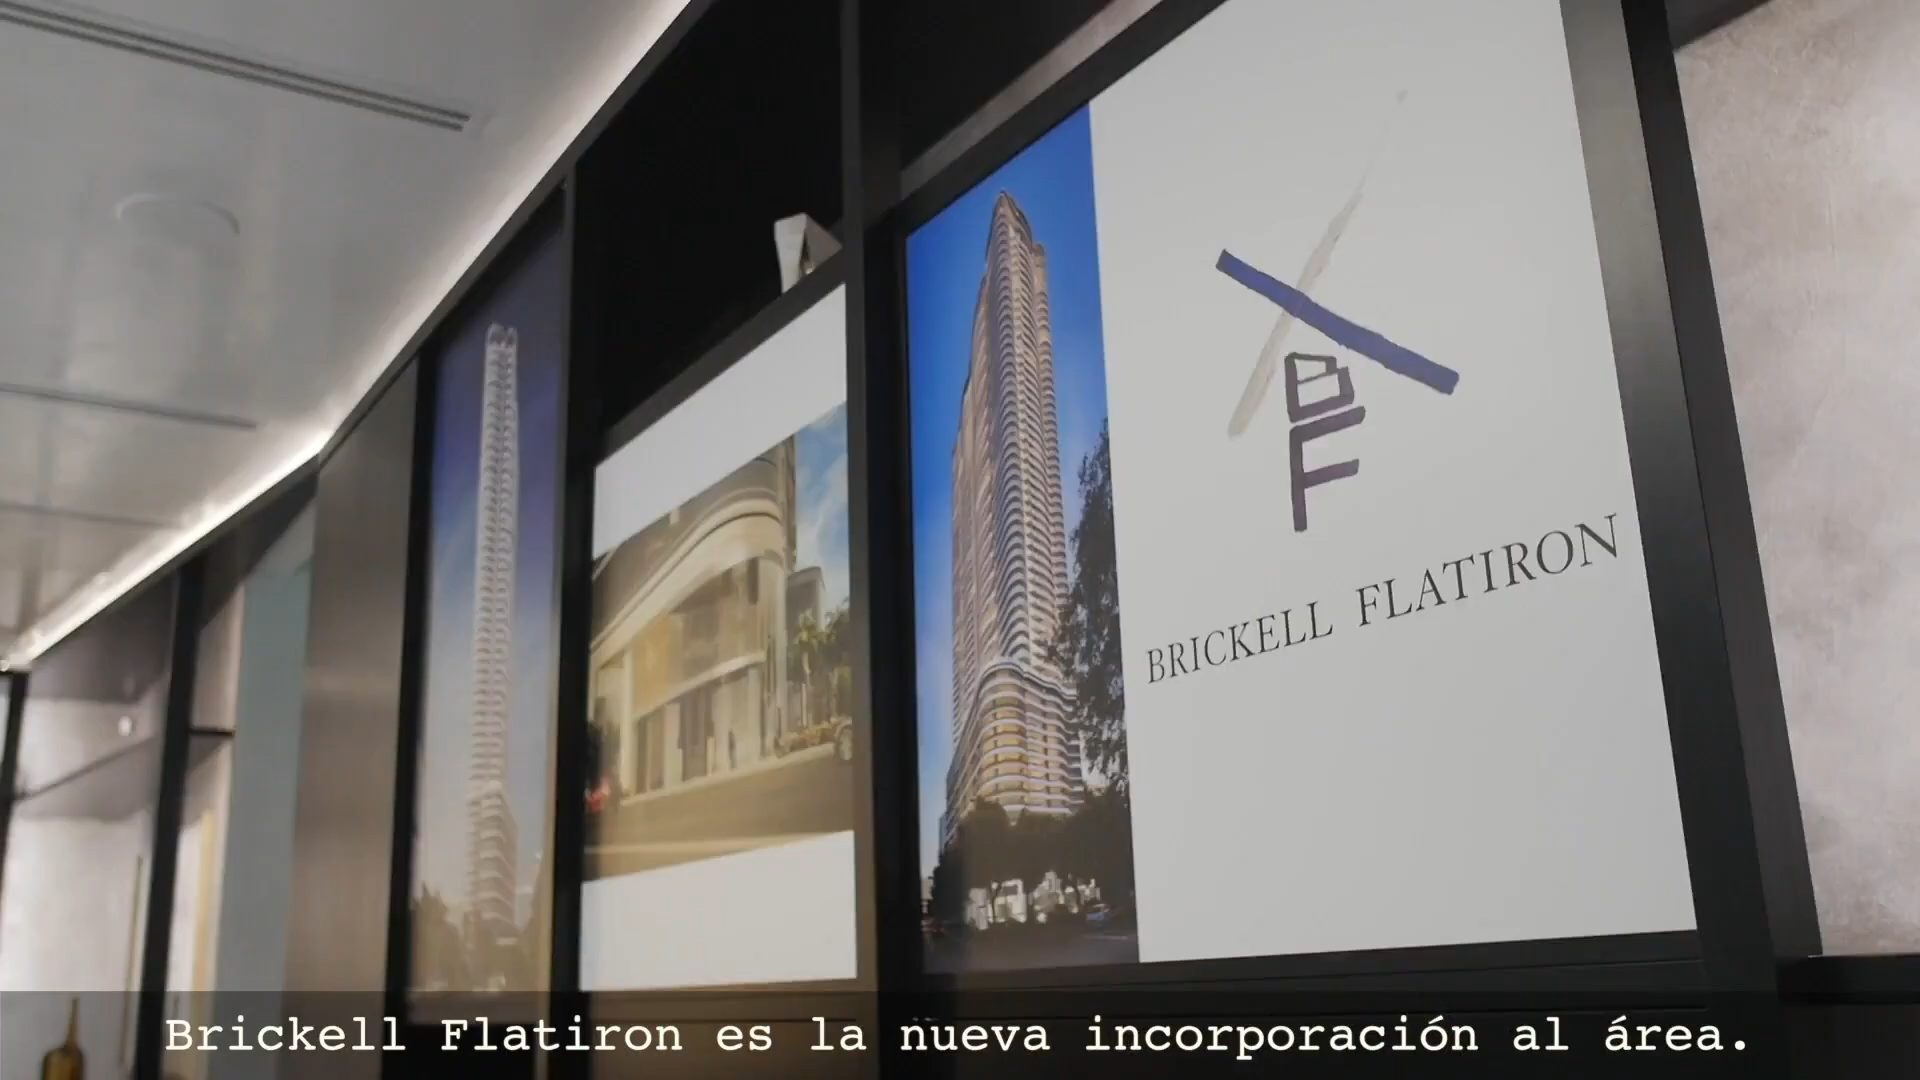 BF
BRICKELL FLATIRON
Brickell Flatiron es la nueva incorporación al área.